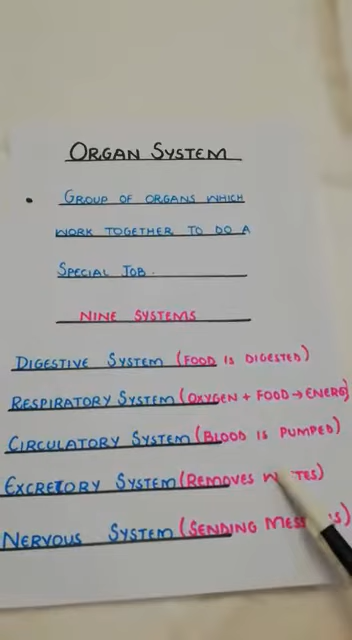 ORGAN SYSTEM
• GROUP OF ORGANS WHICH
WORK TOGETHER TO DO A
SPECIAL JOB.
NINE SYSTEMS
DIGESTIVE SYSTEM (FOOD IS DIGESTED)
RESPIRATORY SYSTEM (OXYGEN + FOOD → ENERG)
CIRCULATORY SYSTEM (BLOOD IS PUMPED)
EXCRETORY SYSTEM (REMOVES
NERVOUS SYSTEM (SENDING